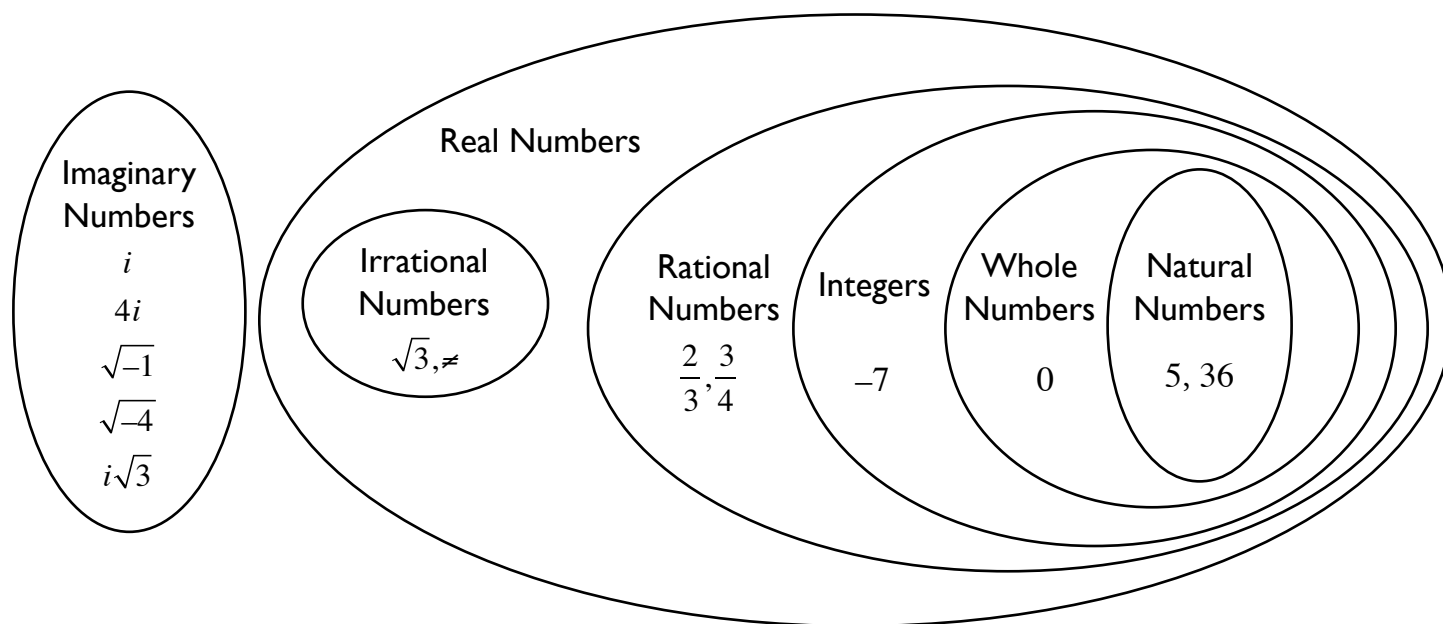 Real Numbers
Imaginary
Numbers
i
4i
√–1
√–4
i√3
Irrational
Numbers
√3,≠
Rational
Numbers
2/3,3/4
Integers
–7
Whole
Numbers
0
Natural
Numbers
5, 36